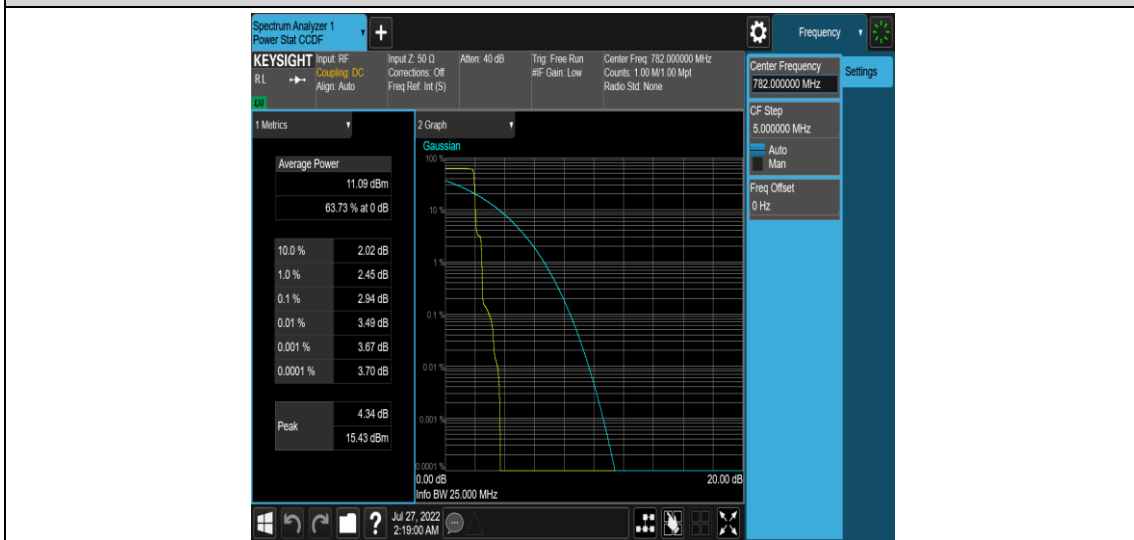 Spectrum Analyzer 1
Power Stat CCDF
+
Frequency
KEYSIGHT
RL
Input: RF
Coupling: DC
Align: Auto
Input Z: 50 Ω
Corrections: Off
Freq Ref: Int (S)
Atten: 40 dB
Trig: Free Run
#IF Gain: Low
Center Freq: 782.000000 MHz
Counts: 1.00 M/1.00 Mpt
Radio Std: None
Center Frequency
782.000000 MHz
Settings
CF Step
5.000000 MHz
Auto
Man
Freq Offset
0 Hz
1 Metrics
Average Power
11.09 dBm
63.73 % at 0 dB
10.0 % 2.02 dB
1.0 % 2.45 dB
0.1 % 2.94 dB
0.01 % 3.49 dB
0.001 % 3.67 dB
0.0001 % 3.70 dB
Peak
4.34 dB
15.43 dBm
2 Graph
Gaussian
100 %
10 %
1 %
0.1 %
0.01 %
0.001 %
0.0001 %
0.00 dB
20.00 dB
Info BW 25.000 MHz
?
Jul 27, 2022
2:19:00 AM